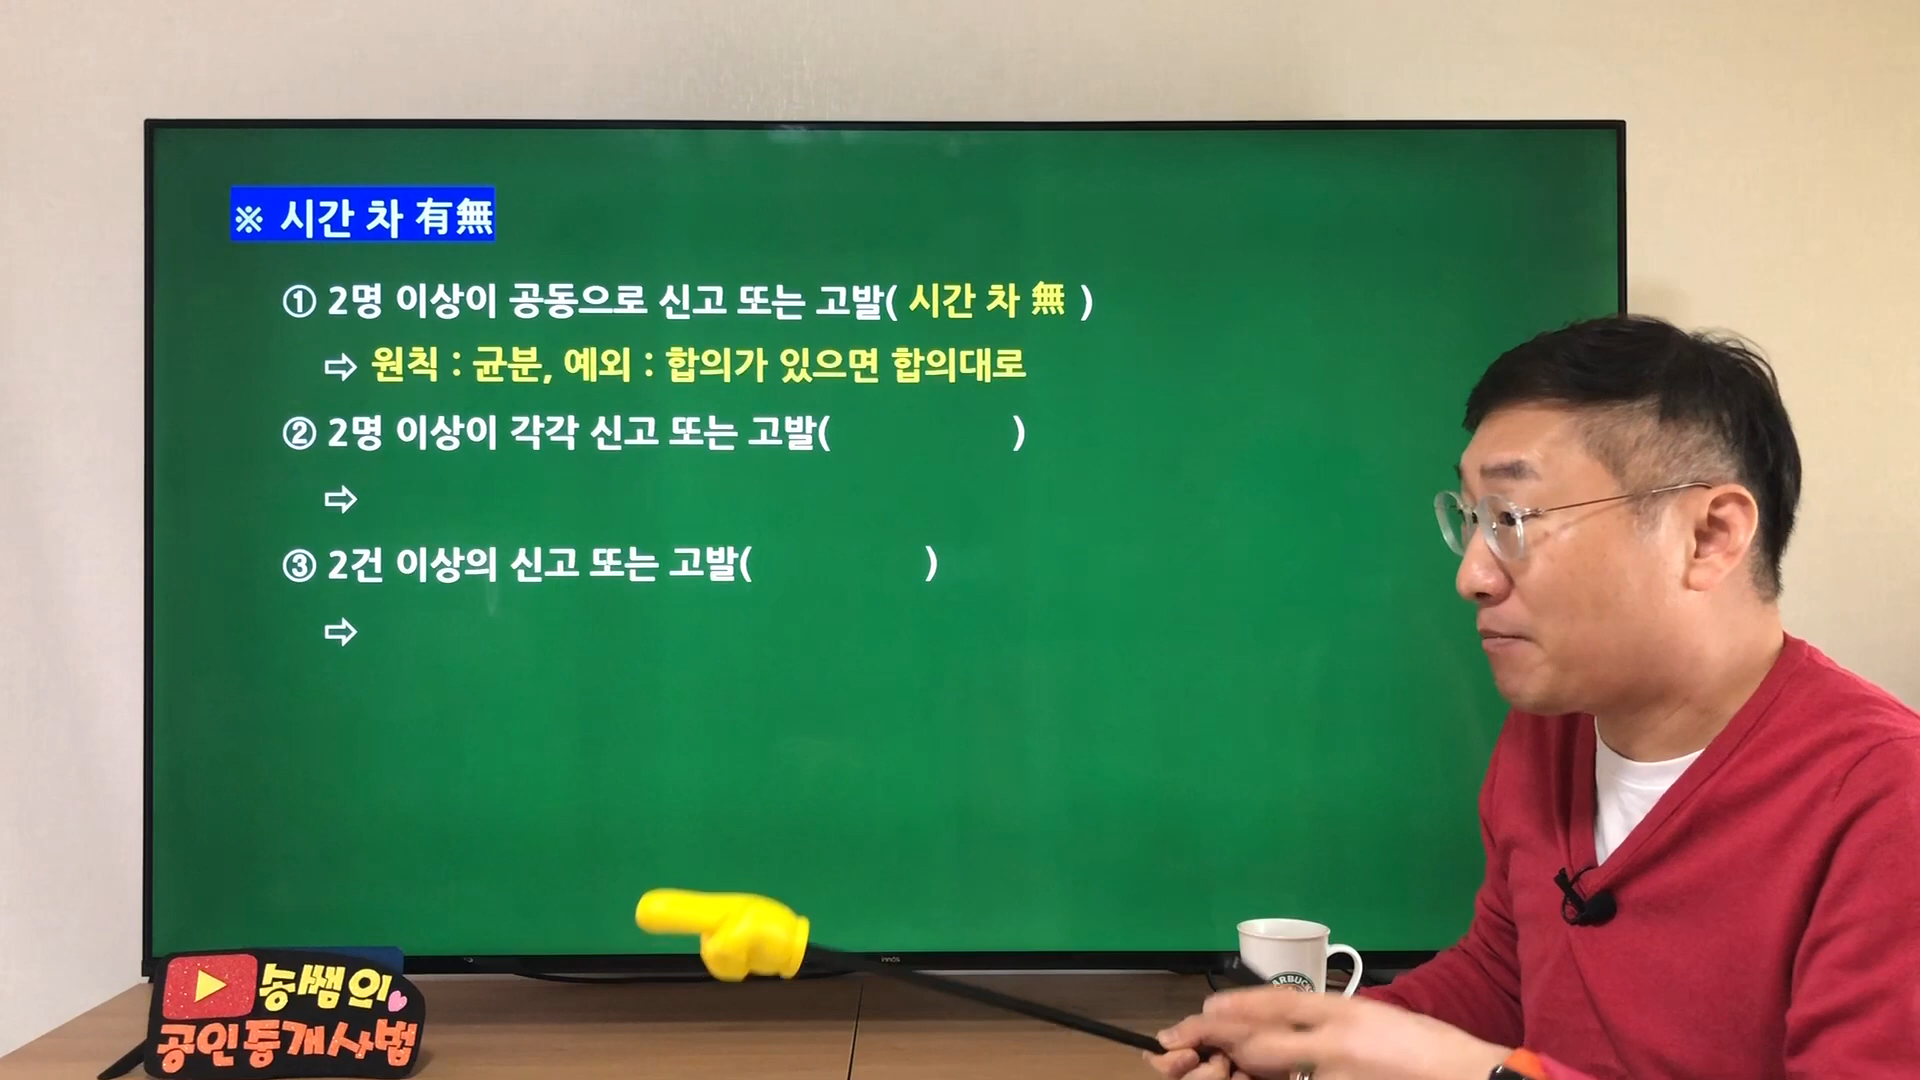 ※ 시간 차 有無
① 2명 이상이 공동으로 신고 또는 고발( 시간 차 無 )
⇨ 원칙 : 균분, 예외 : 합의가 있으면 합의대로
② 2명 이상이 각각 신고 또는 고발( )
⇨
③ 2건 이상의 신고 또는 고발( )
⇨
송쌤의
공인중개사법